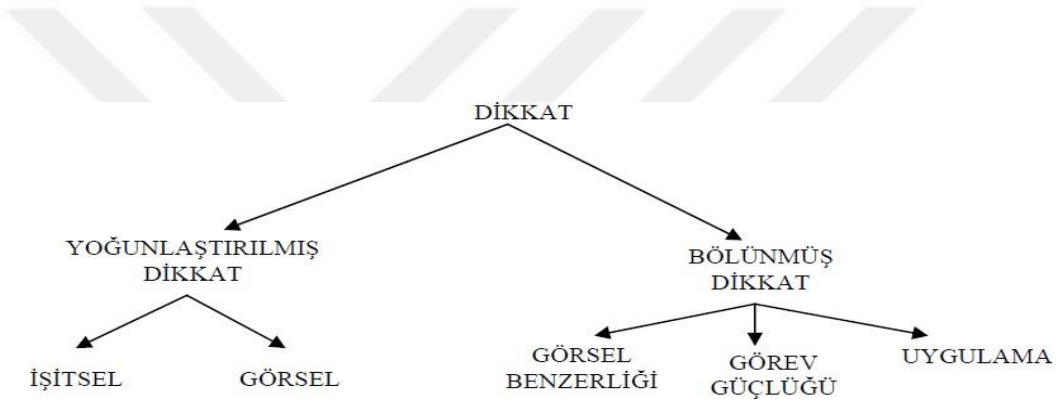 DİKKAT
YOĞUNLAŞTIRILMIŞ
DİKKAT
BÖLÜNMÜŞ
DİKKAT
İŞİTSEL
GÖRSEL
GÖRSEL
BENZERLİĞİ
GÖREV
GÜÇLÜĞÜ
UYGULAMA